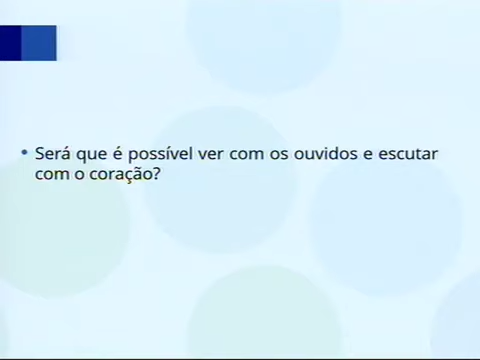 • Será que é possível ver com os ouvidos e escutar
com o coração?